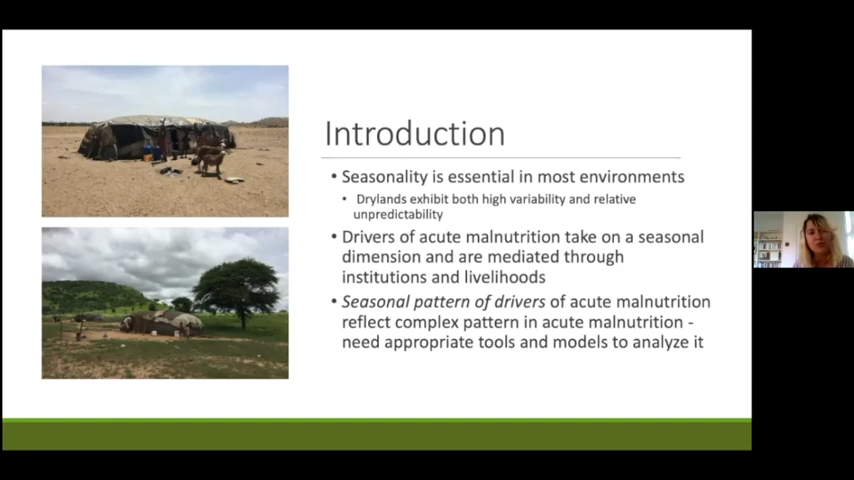 Introduction
• Seasonality is essential in most environments
• Drylands exhibit both high variability and relative
unpredictability
• Drivers of acute malnutrition take on a seasonal
dimension and are mediated through
institutions and livelihoods
• Seasonal pattern of drivers of acute malnutrition
reflect complex pattern in acute malnutrition -
need appropriate tools and models to analyze it